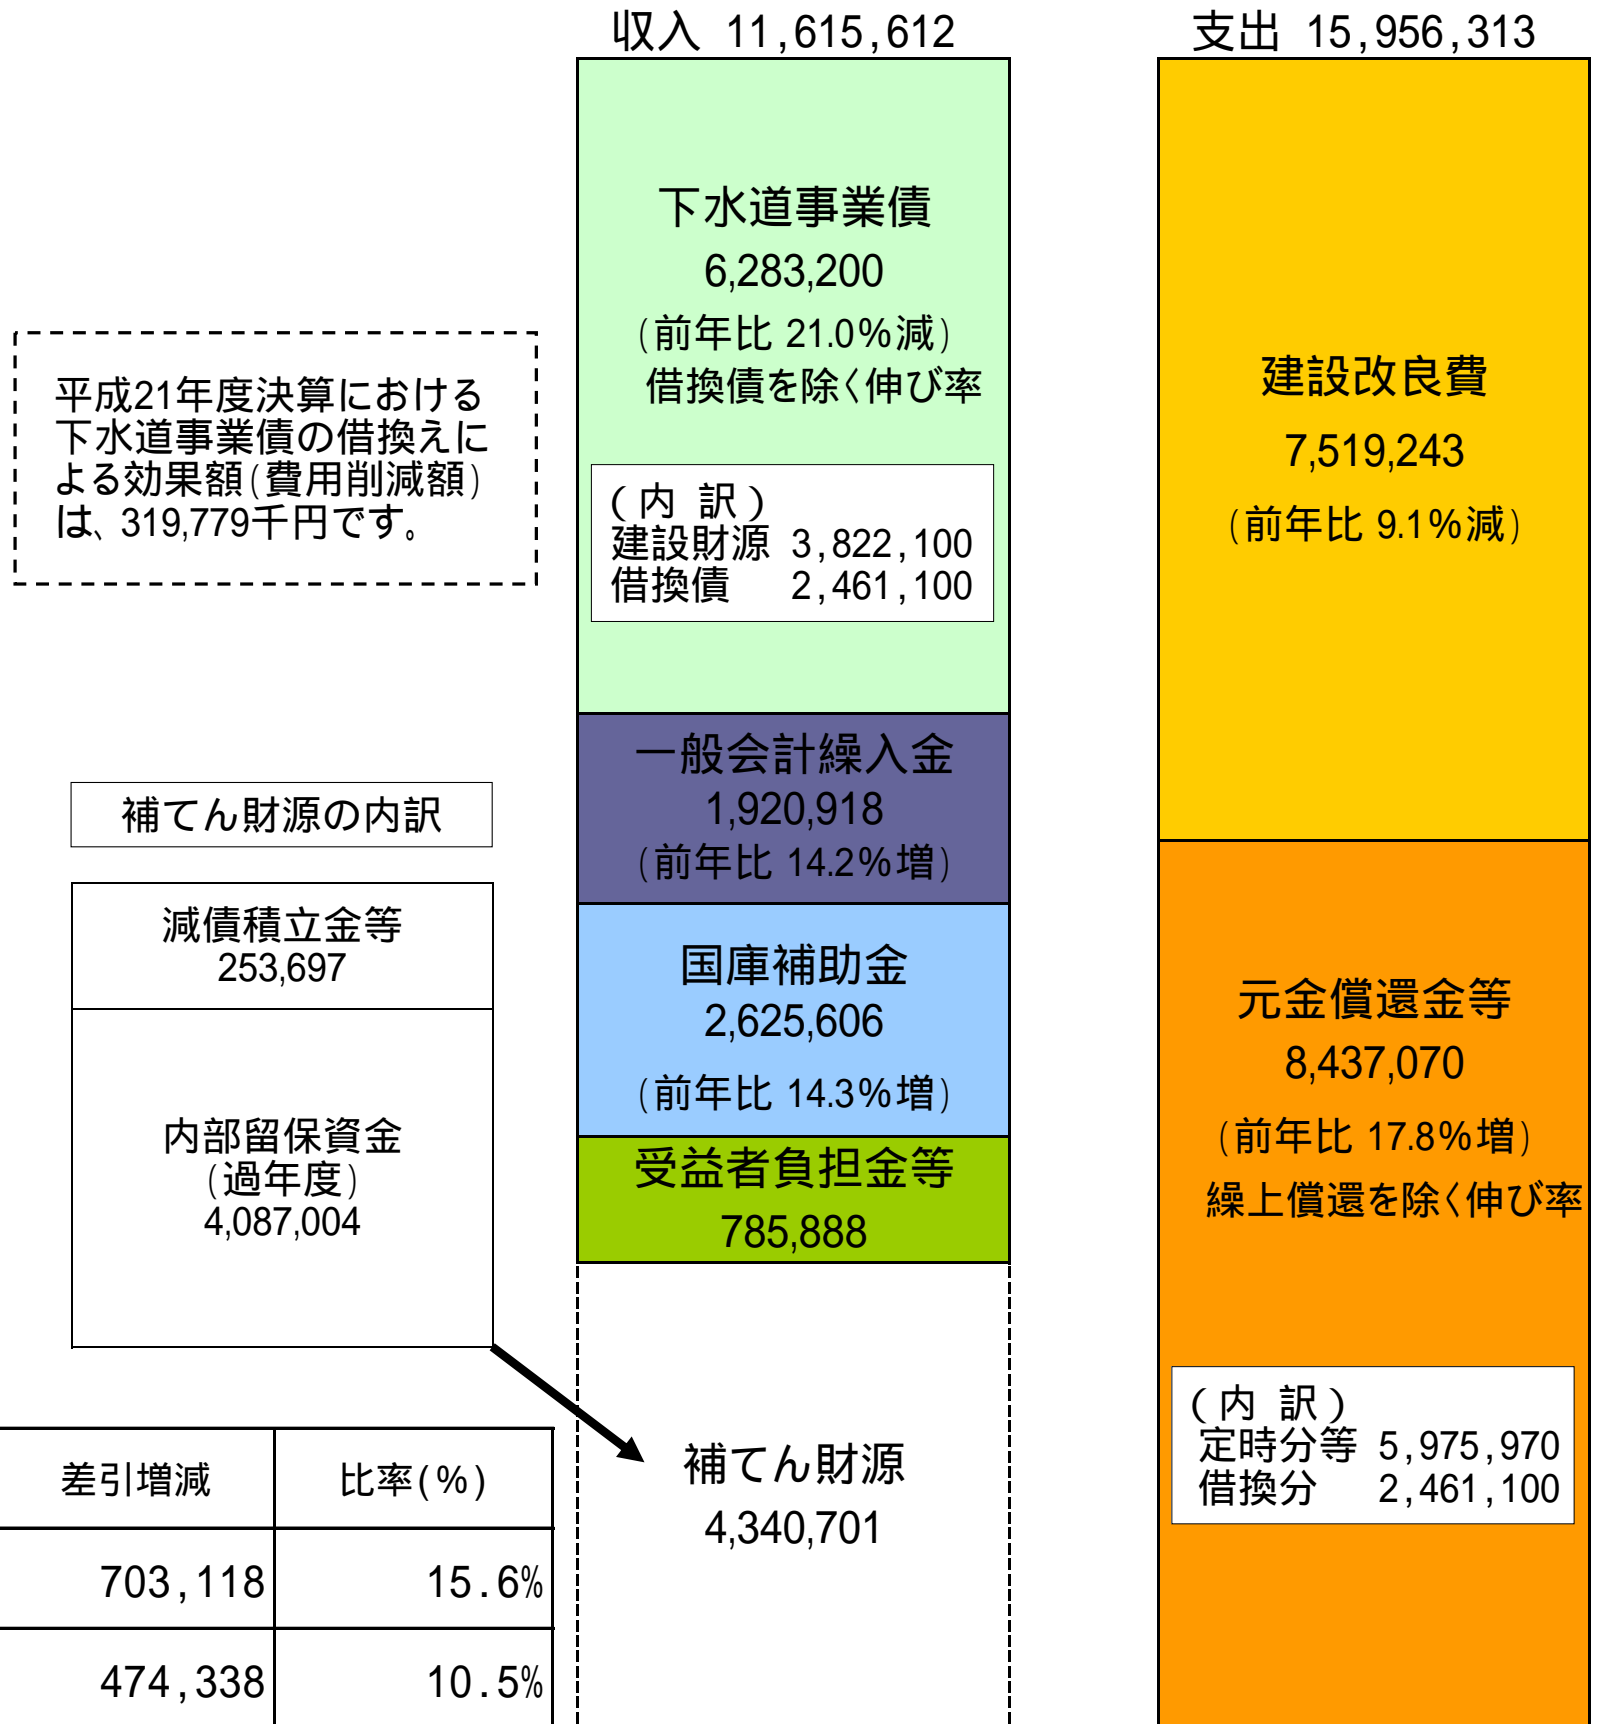 収入 11,615,612
支出 15,956,313
下水道事業債
6,283,200
(前年比 21.0%減)
借換債を除く伸び率
(内 訳)
建設財源 3,822,100
借換債 2,461,100
平成21年度決算における
下水道事業債の借換えに
よる効果額(費用削減額)
は、319,779千円です。
建設改良費
7,519,243
(前年比 9.1%減)
一般会計繰入金
1,920,918
(前年比 14.2%増)
補てん財源の内訳
減債積立金等
253,697
内部留保資金
(過年度)
4,087,004
国庫補助金
2,625,606
(前年比 14.3%増)
受益者負担金等
785,888
元金償還金等
8,437,070
(前年比 17.8%増)
繰上償還を除く伸び率
(内 訳)
定時分等 5,975,970
借換分 2,461,100
補てん財源
4,340,701
差引増減 比率(%)
703,118 15.6%
474,338 10.5%